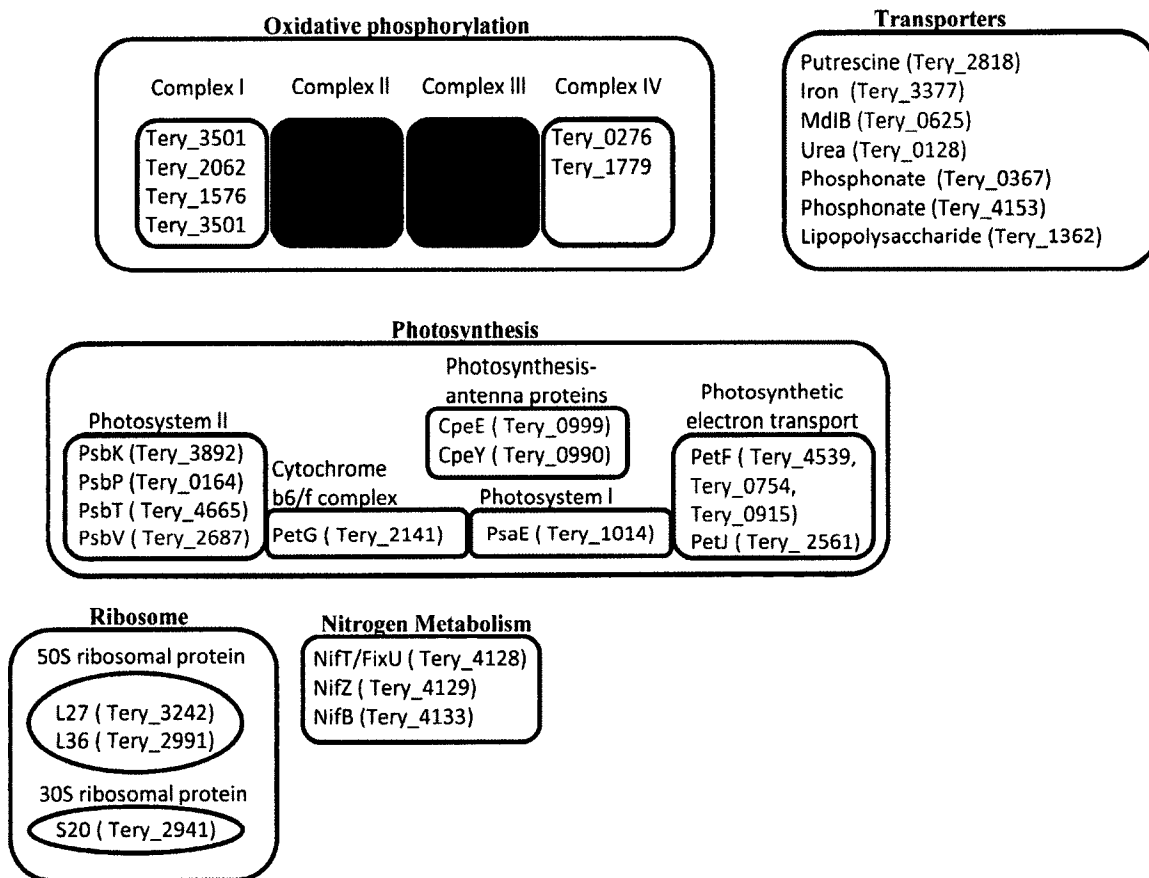 Oxidative phosphorylation
Complex I
Complex II
Complex III
Complex IV
Tery_3501
Tery_2062
Tery_1576
Tery_3501
Tery_0276
Tery_1779
Transporters
Putrescine (Tery_2818)
Iron (Tery_3377)
MdlB (Tery_0625)
Urea (Tery_0128)
Phosphonate (Tery_0367)
Phosphonate (Tery_4153)
Lipopolysaccharide (Tery_1362)
Photosynthesis
Photosystem II
PsbK (Tery_3892)
PsbP (Tery_0164)
PsbT (Tery_4665)
PsbV (Tery_2687)
Cytochrome
b6/f complex
PetG ( Tery_2141)
Photosynthesis-
antenna proteins
CpeE ( Tery_0999)
CpeY ( Tery_0990)
Photosystem I
PsaE ( Tery_1014)
Photosynthetic
electron transport
PetF ( Tery_4539,
Tery_0754,
Tery_0915)
PetJ ( Tery_ 2561)
Ribosome
50S ribosomal protein
L27 ( Tery_3242)
L36 ( Tery_2991)
30S ribosomal protein
S20 ( Tery_2941)
Nitrogen Metabolism
NifT/FixU ( Tery_4128)
NifZ ( Tery_4129)
NifB (Tery_4133)